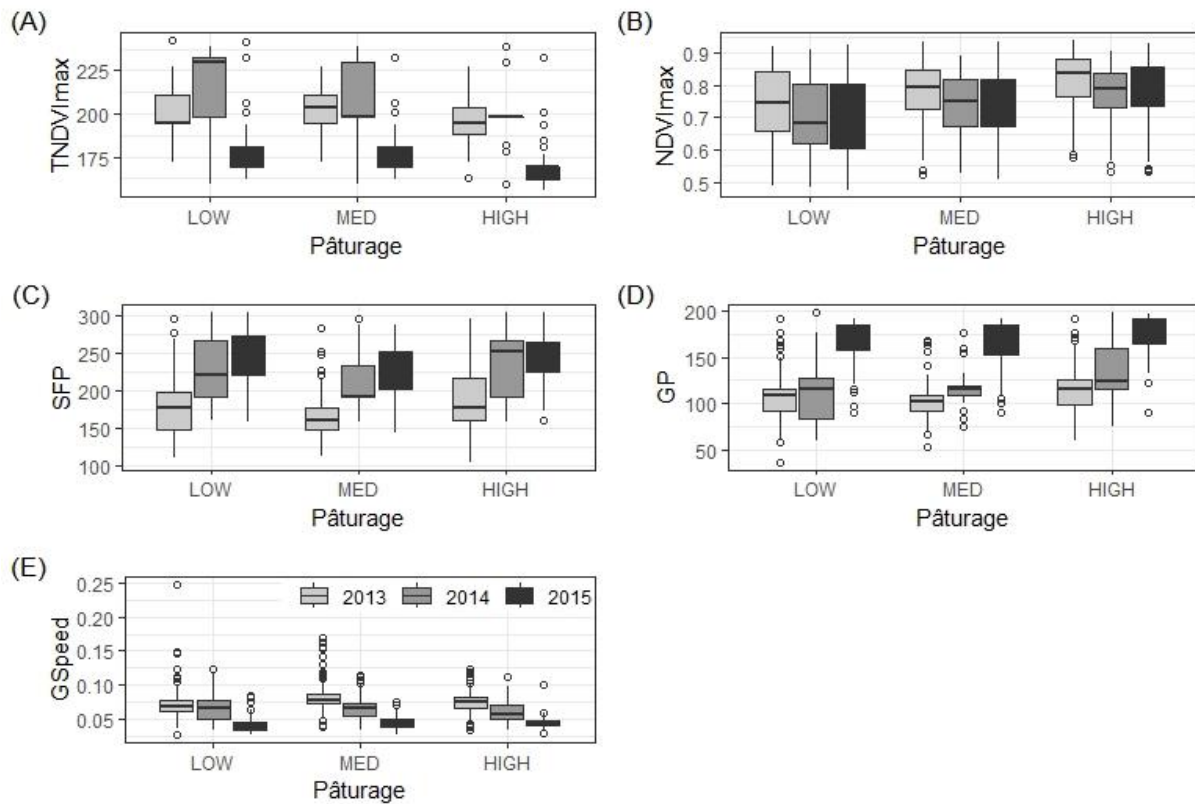 (A)
TNDVImax
225
200
175
LOW MED HIGH
Pâturage
(B)
NDVImax
0.9
0.8
0.7
0.6
0.5
LOW MED HIGH
Pâturage
(C)
SFP
300
250
200
150
100
LOW MED HIGH
Pâturage
(D)
GP
200
150
100
50
LOW MED HIGH
Pâturage
(E)
GSpeed
0.25
0.20
0.15
0.10
0.05
2013 2014 2015
LOW MED HIGH
Pâturage